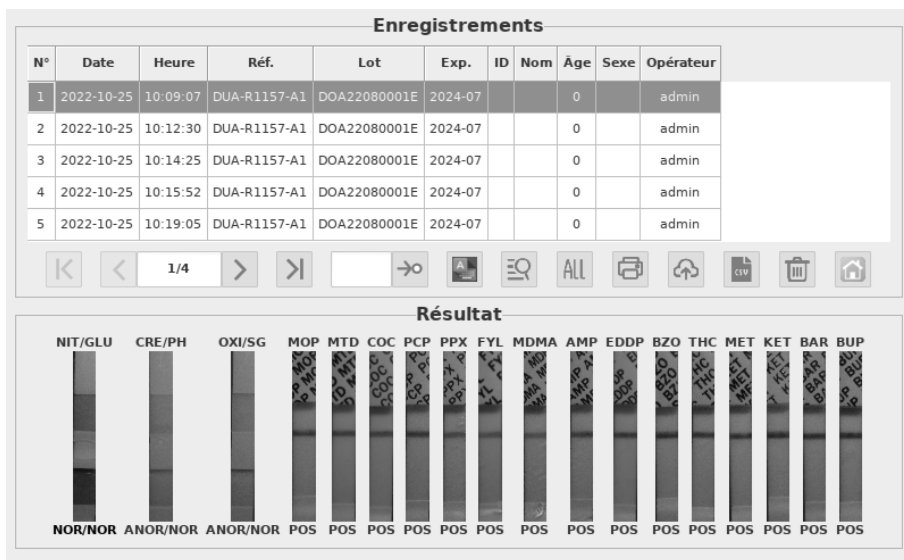 Enregistrements
N° Date Heure Réf. Lot Exp. ID Nom Âge Sexe Opérateur
1 2022-10-25 10:09:07 DUA-R1157-A1 DOA22080001E 2024-07 0 admin
2 2022-10-25 10:12:30 DUA-R1157-A1 DOA22080001E 2024-07 0 admin
3 2022-10-25 10:14:25 DUA-R1157-A1 DOA22080001E 2024-07 0 admin
4 2022-10-25 10:15:52 DUA-R1157-A1 DOA22080001E 2024-07 0 admin
5 2022-10-25 10:19:05 DUA-R1157-A1 DOA22080001E 2024-07 0 admin
1/4 A ALL CSV
Résultat
NIT/GLU CRE/PH OXI/SG MOP MTD COC PCP PPX FYL MDMA AMP EDDP BZO THC MET KET BAR BUP
NOR/NOR ANOR/NOR ANOR/NOR POS POS POS POS POS POS POS POS POS POS POS POS POS POS POS